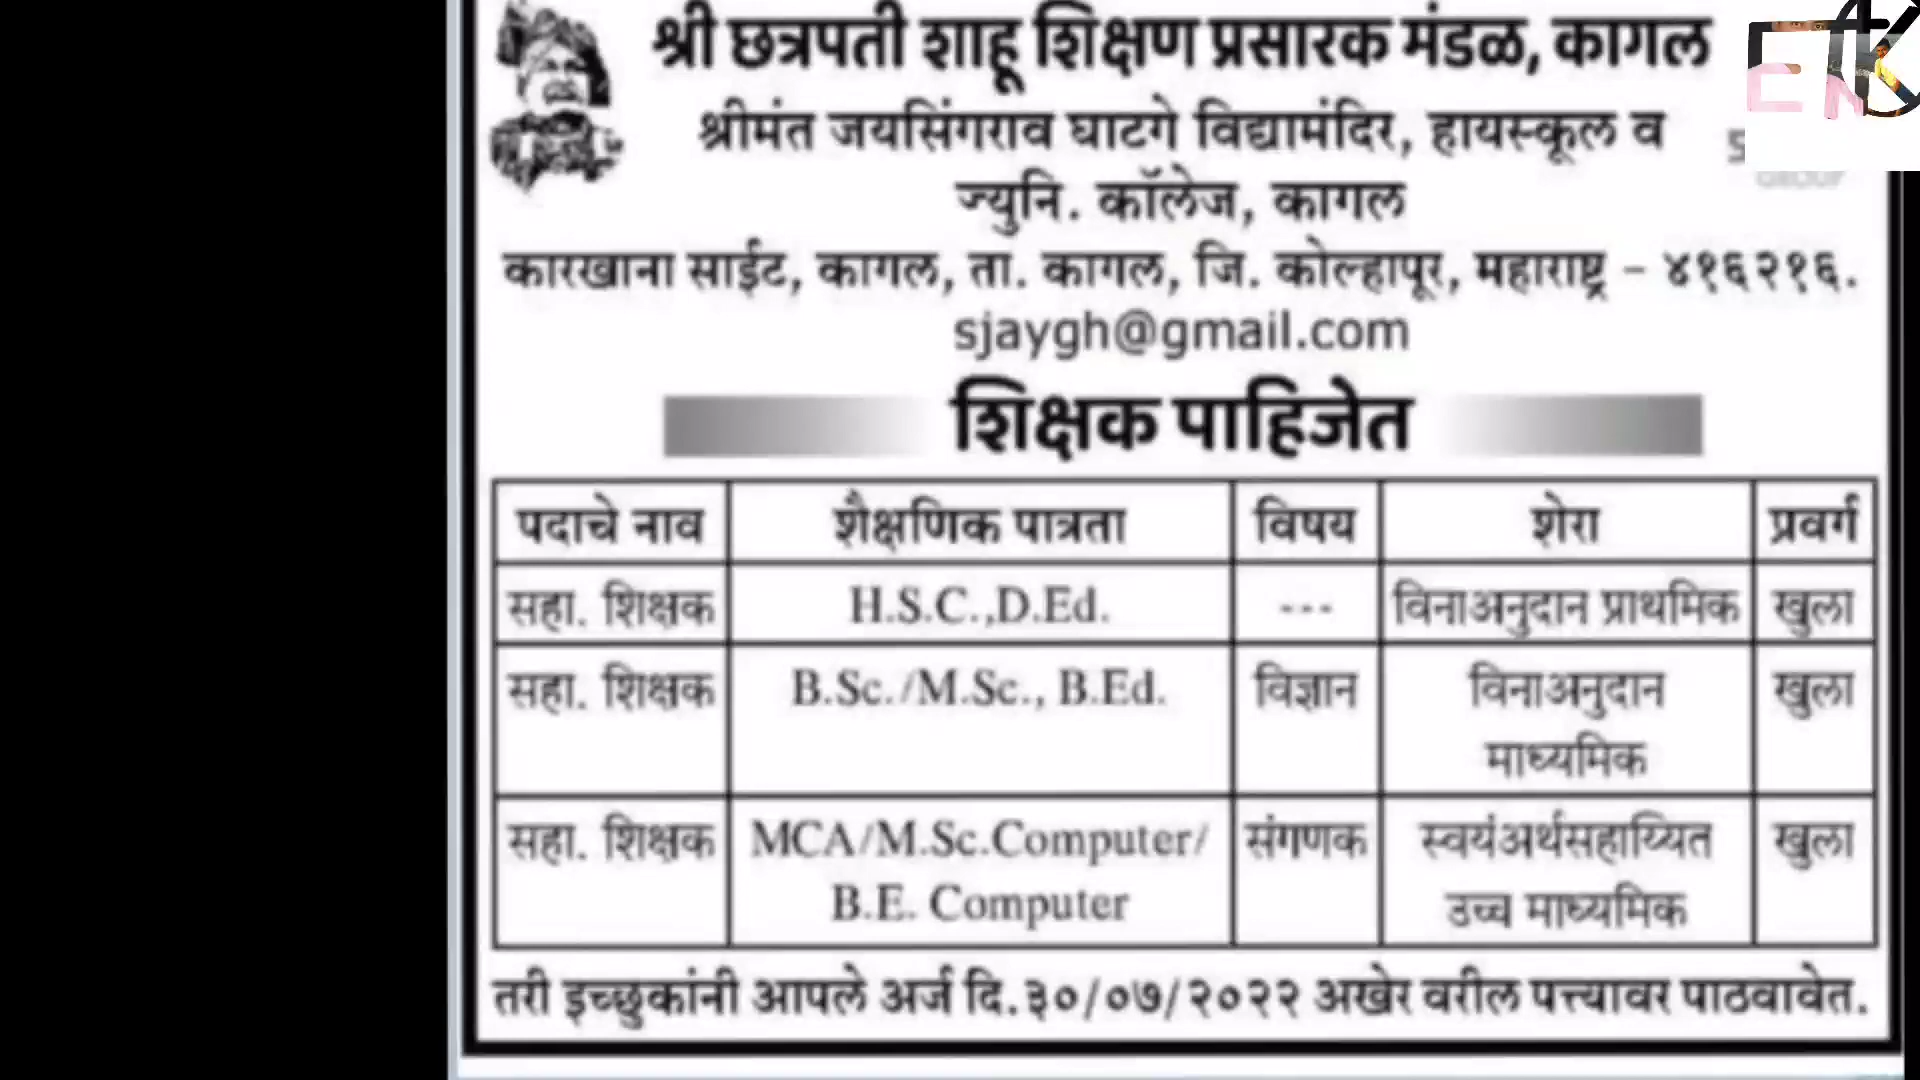 श्री छत्रपती शाहू शिक्षण प्रसारक मंडळ, कागल
श्रीमंत जयसिंगराव घाटगे विद्यामंदिर, हायस्कूल व
ज्युनि. कॉलेज, कागल
कारखाना साईट, कागल, ता. कागल, जि. कोल्हापूर, महाराष्ट्र - ४१६२१६.
sjaygh@gmail.com
शिक्षक पाहिजेत
पदाचे नाव शैक्षणिक पात्रता विषय शेरा प्रवर्ग
सहा. शिक्षक H.S.C.,D.Ed. --- विनाअनुदान प्राथमिक खुला
सहा. शिक्षक B.Sc./M.Sc., B.Ed. विज्ञान विनाअनुदान खुला
माध्यमिक
सहा. शिक्षक MCA/M.Sc.Computer/ संगणक स्वयंअर्थसहाय्यित खुला
B.E. Computer उच्च माध्यमिक
तरी इच्छुकांनी आपले अर्ज दि.३०/०७/२०२२ अखेर वरील पत्त्यावर पाठवावेत.